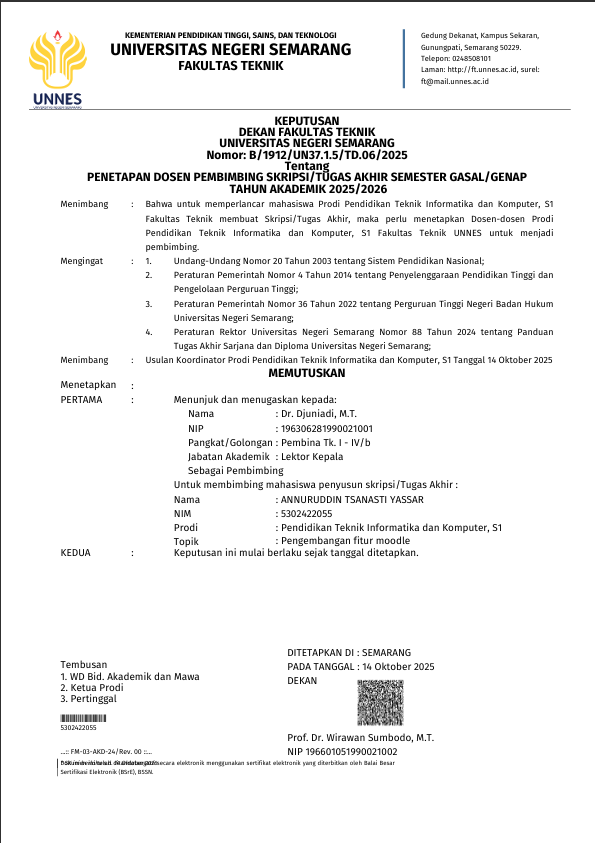 KEMENTERIAN PENDIDIKAN TINGGI, SAINS, DAN TEKNOLOGI
UNIVERSITAS NEGERI SEMARANG
FAKULTAS TEKNIK
Gedung Dekanat, Kampus Sekaran,
Gunungpati, Semarang 50229.
Telepon: 0248508101
Laman: http://ft.unnes.ac.id, surel:
ft@mail.unnes.ac.id
UNNES
UNIVERSITAS NEGERI SEMARANG
KEPUTUSAN
DEKAN FAKULTAS TEKNIK
UNIVERSITAS NEGERI SEMARANG
Nomor: B/1912/UN37.1.5/TD.06/2025
Tentang
PENETAPAN DOSEN PEMBIMBING SKRIPSI/TUGAS AKHIR SEMESTER GASAL/GENAP
TAHUN AKADEMIK 2025/2026
Menimbang : Bahwa untuk memperlancar mahasiswa Prodi Pendidikan Teknik Informatika dan Komputer, S1
Fakultas Teknik membuat Skripsi/Tugas Akhir, maka perlu menetapkan Dosen-dosen Prodi
Pendidikan Teknik Informatika dan Komputer, S1 Fakultas Teknik UNNES untuk menjadi
pembimbing.
Mengingat : 1. Undang-Undang Nomor 20 Tahun 2003 tentang Sistem Pendidikan Nasional;
2. Peraturan Pemerintah Nomor 4 Tahun 2014 tentang Penyelenggaraan Pendidikan Tinggi dan
Pengelolaan Perguruan Tinggi;
3. Peraturan Pemerintah Nomor 36 Tahun 2022 tentang Perguruan Tinggi Negeri Badan Hukum
Universitas Negeri Semarang;
4. Peraturan Rektor Universitas Negeri Semarang Nomor 88 Tahun 2024 tentang Panduan
Tugas Akhir Sarjana dan Diploma Universitas Negeri Semarang;
Menimbang : Usulan Koordinator Prodi Pendidikan Teknik Informatika dan Komputer, S1 Tanggal 14 Oktober 2025
MEMUTUSKAN
Menetapkan :
PERTAMA : Menunjuk dan menugaskan kepada:
Nama : Dr. Djuniadi, M.T.
NIP : 196306281990021001
Pangkat/Golongan : Pembina Tk. I - IV/b
Jabatan Akademik : Lektor Kepala
Sebagai Pembimbing
Untuk membimbing mahasiswa penyusun skripsi/Tugas Akhir :
Nama : ANNURUDDIN TSANASTI YASSAR
NIM : 5302422055
Prodi : Pendidikan Teknik Informatika dan Komputer, S1
Topik : Pengembangan fitur moodle
KEDUA : Keputusan ini mulai berlaku sejak tanggal ditetapkan.
DITETAPKAN DI : SEMARANG
PADA TANGGAL : 14 Oktober 2025
DEKAN
Prof. Dr. Wirawan Sumbodo, M.T.
NIP 196601051990021002
Tembusan
1. WD Bid. Akademik dan Mawa
2. Ketua Prodi
3. Pertinggal
5302422055
...:: FM-03-AKD-24/Rev. 00 ::...
secara elektronik menggunakan sertifikat elektronik yang diterbitkan oleh Balai Besar
Sertifikasi Elektronik (BSrE), BSSN.